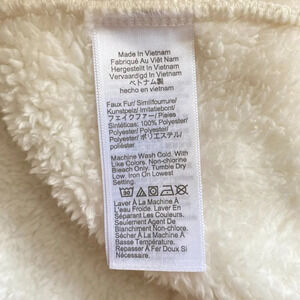 Made In Vietnam
Fabriqué Au Viêt Nam
Hergestellt In Vietnam
Vervaardigd In Vietnam
ベトナム製
hecho en vietnam
Faux Fur/ Similifourrure/
Kunstpelz/ Imitatiebont/
フェイクファー/ Pieles
Sintéticas: 100% Polyester/
Polyester/ Polyester/
Polyester/ ポリエステル/
poliéster
Machine Wash Cold. With
Like Colors. Non-chlorine
Bleach Only. Tumble Dry
Low. Iron On Lowest
Setting.
Laver À La Machine À
L'eau Froide. Laver En
Séparant Les Couleurs.
Seulement Agent De
Blanchiment Non-chloré.
Sécher À La Machine À
Basse Température.
Repasser À Fer Doux Si
Nécessaire.